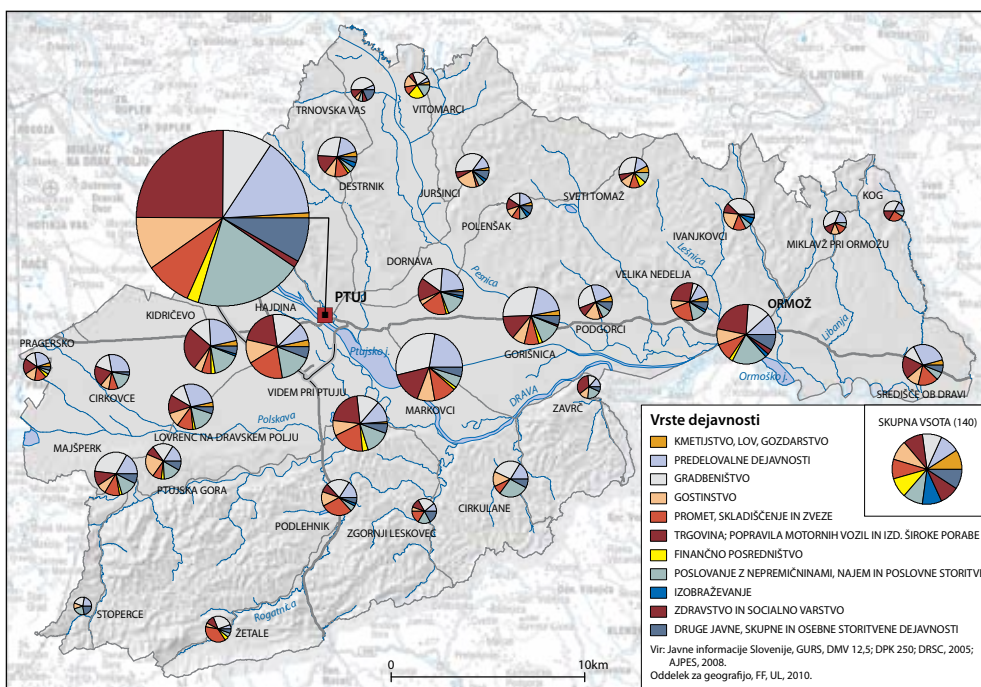 TRNOVSKA VAS
VITOMARCI
DESTRNIK
JURŠINCI
SVETI TOMAŽ
KOG
POLENŠAK
IVANJKOVCI
MIKLAVŽ PRI ORMOŽU
Lešnica
DORNAVA
Pesnica
VELIKA NEDELJA
PTUJ
ORMOŽ
HAJDINA
KIDRIČEVO
Libanja
PODGORCI
GORIŠNICA
PRAGERSKO
Ptujsko j.
CIRKOVCE
VIDEM PRI PTUJU
Ormoško j.
SREDIŠČE OB DRAVI
MARKOVCI
DRAVA
ZAVRČ
Polskava
LOVRENC NA DRAVSKEM POLJU
MAJŠPERK
PTUJSKA GORA
CIRKULANE
PODLEHNIK
ZGORNJI LESKOVEC
STOPERCE
Rogatnica
ŽETALE
0 10km
Vrste dejavnosti
KMETIJSTVO, LOV, GOZDARSTVO
PREDELOVALNE DEJAVNOSTI
GRADBENIŠTVO
GOSTINSTVO
PROMET, SKLADIŠČENJE IN ZVEZE
TRGOVINA; POPRAVILA MOTORNIH VOZIL IN IZD. ŠIROKE PORABE
FINANČNO POSREDNIŠTVO
POSLOVANJE Z NEPREMIČNINAMI, NAJEM IN POSLOVNE STORITVE
IZOBRAŽEVANJE
ZDRAVSTVO IN SOCIALNO VARSTVO
DRUGE JAVNE, SKUPNE IN OSEBNE STORITVENE DEJAVNOSTI
SKUPNA VSOTA (140)
Vir: Javne informacije Slovenije, GURS, DMV 12,5; DPK 250; DRSC, 2005;
AJPES, 2008.
Oddelek za geografijo, FF, UL, 2010.